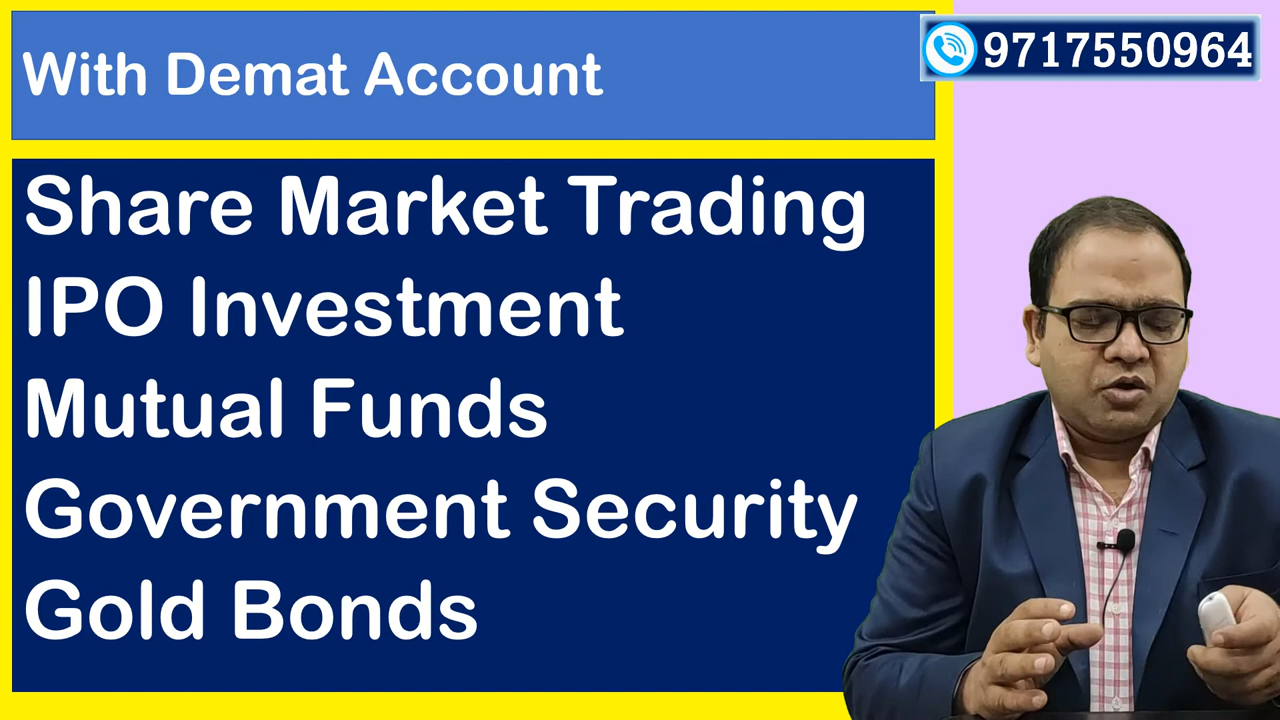 With Demat Account
9717550964
Share Market Trading
IPO Investment
Mutual Funds
Government Security
Gold Bonds